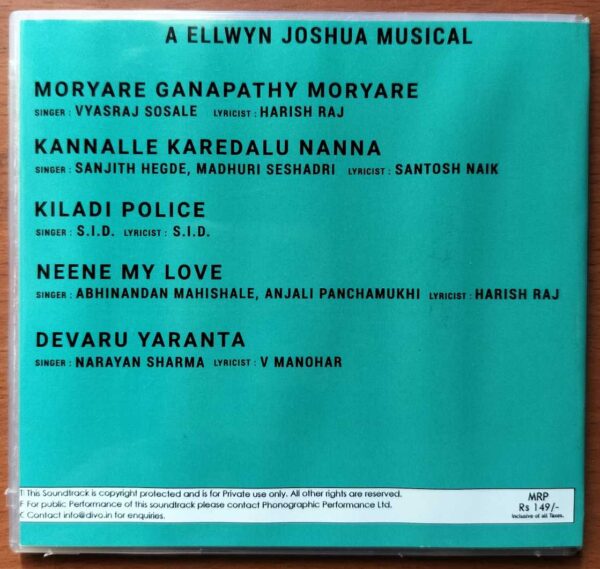 A ELLWYN JOSHUA MUSICAL
MORYARE GANAPATHY MORYARE
SINGER : VYASRAJ SOSALE LYRICIST : HARISH RAJ
KANNALLE KAREDALU NANNA
SINGER : SANJITH HEGDE, MADHURI SESHADRI LYRICIST : SANTOSH NAIK
KILADI POLICE
SINGER : S.I.D. LYRICIST : S.I.D.
NEENE MY LOVE
SINGER : ABHINANDAN MAHISHALE, ANJALI PANCHAMUKHI LYRICIST : HARISH RAJ
DEVARU YARANTA
SINGER : NARAYAN SHARMA LYRICIST : V MANOHAR
This Soundtrack is copyright protected and is for Private use only. All other rights are reserved.
For public Performance of this soundtrack please contact Phonographic Performance Ltd.
Contact info@divo.in for enquiries.
MRP
Rs 149/-
Inclusive of all Taxes.